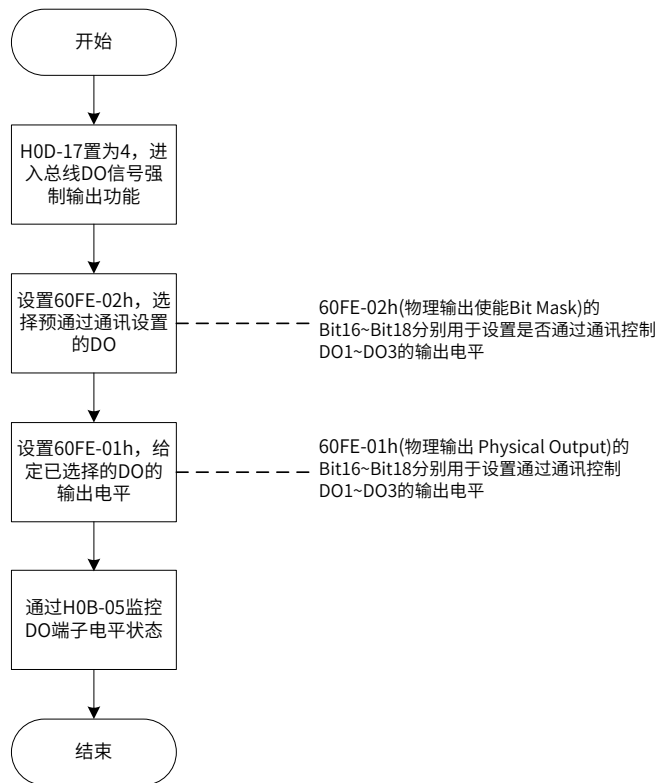 开始
H0D-17置为4，进
入总线DO信号强
制输出功能
设置60FE-02h，选
择预通过通讯设置
的DO
60FE-02h(物理输出使能Bit Mask)的
Bit16~Bit18分别用于设置是否通过通讯控制
DO1~DO3的输出电平
设置60FE-01h，给
定已选择的DO的
输出电平
60FE-01h(物理输出 Physical Output)的
Bit16~Bit18分别用于设置通过通讯控制
DO1~DO3的输出电平
通过H0B-05监控
DO端子电平状态
结束